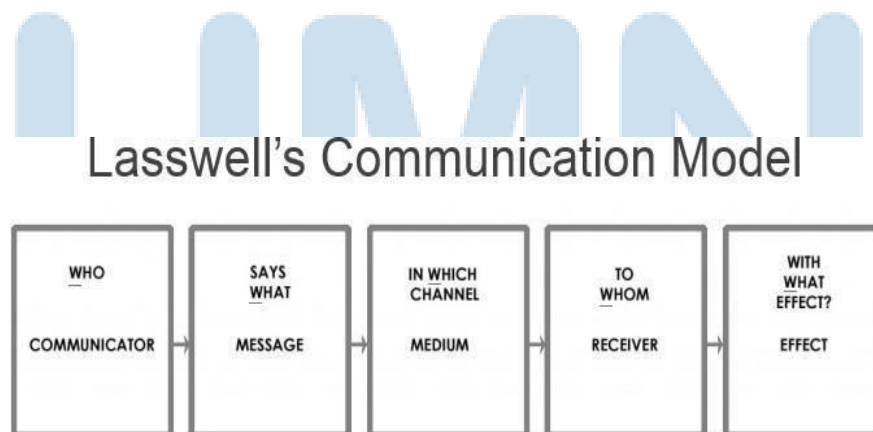 UMN
Lasswell's Communication Model
WHO
COMMUNICATOR
SAYS
WHAT
MESSAGE
IN WHICH
CHANNEL
MEDIUM
TO
WHOM
RECEIVER
WITH
WHAT
EFFECT?
EFFECT